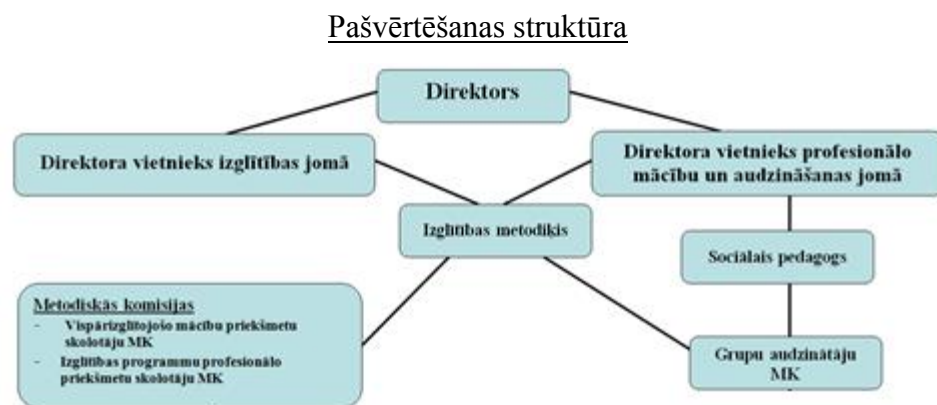 Pašvērtēšanas struktūra
Direktors
Direktora vietnieks izglītības jomā
Direktora vietnieks profesionālo
mācību un audzināšanas jomā
Izglītības metodiķis
Sociālais pedagogs
Metodiskās komisijas
- Vispārizglītojošo mācību priekšmetu
skolotāju MK
- Izglītības programmu profesionālo
priekšmetu skolotāju MK
Grupu audzinātāju
MK